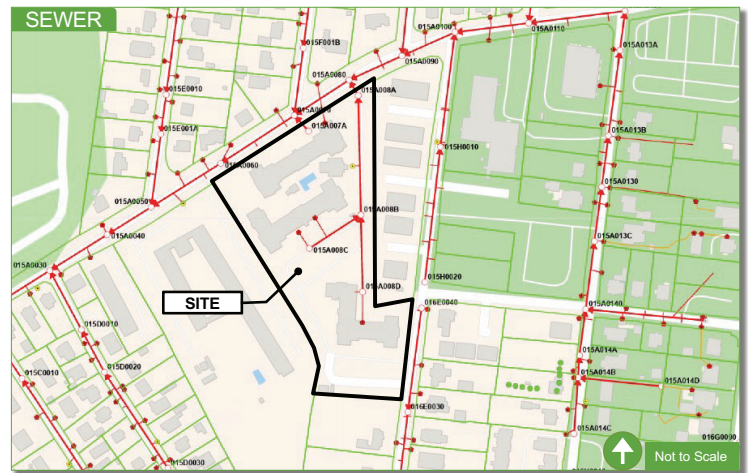 SEWER
015A0100
015A0110
015A013A
015F001B
015A0090
015A0080
015A008A
015E0010
015A007A
015E001A
015A013B
015H0010
015A0060
015A0130
015A0050
015A008B
015A0040
015A013C
015A008C
015A0030
015A008D
015H0020
SITE
016E0040
015A0140
015D0010
015A014A
015C0010
015D0020
015A014B
015A014D
016E0030
015A014C
016G0090
015D0030
Not to Scale